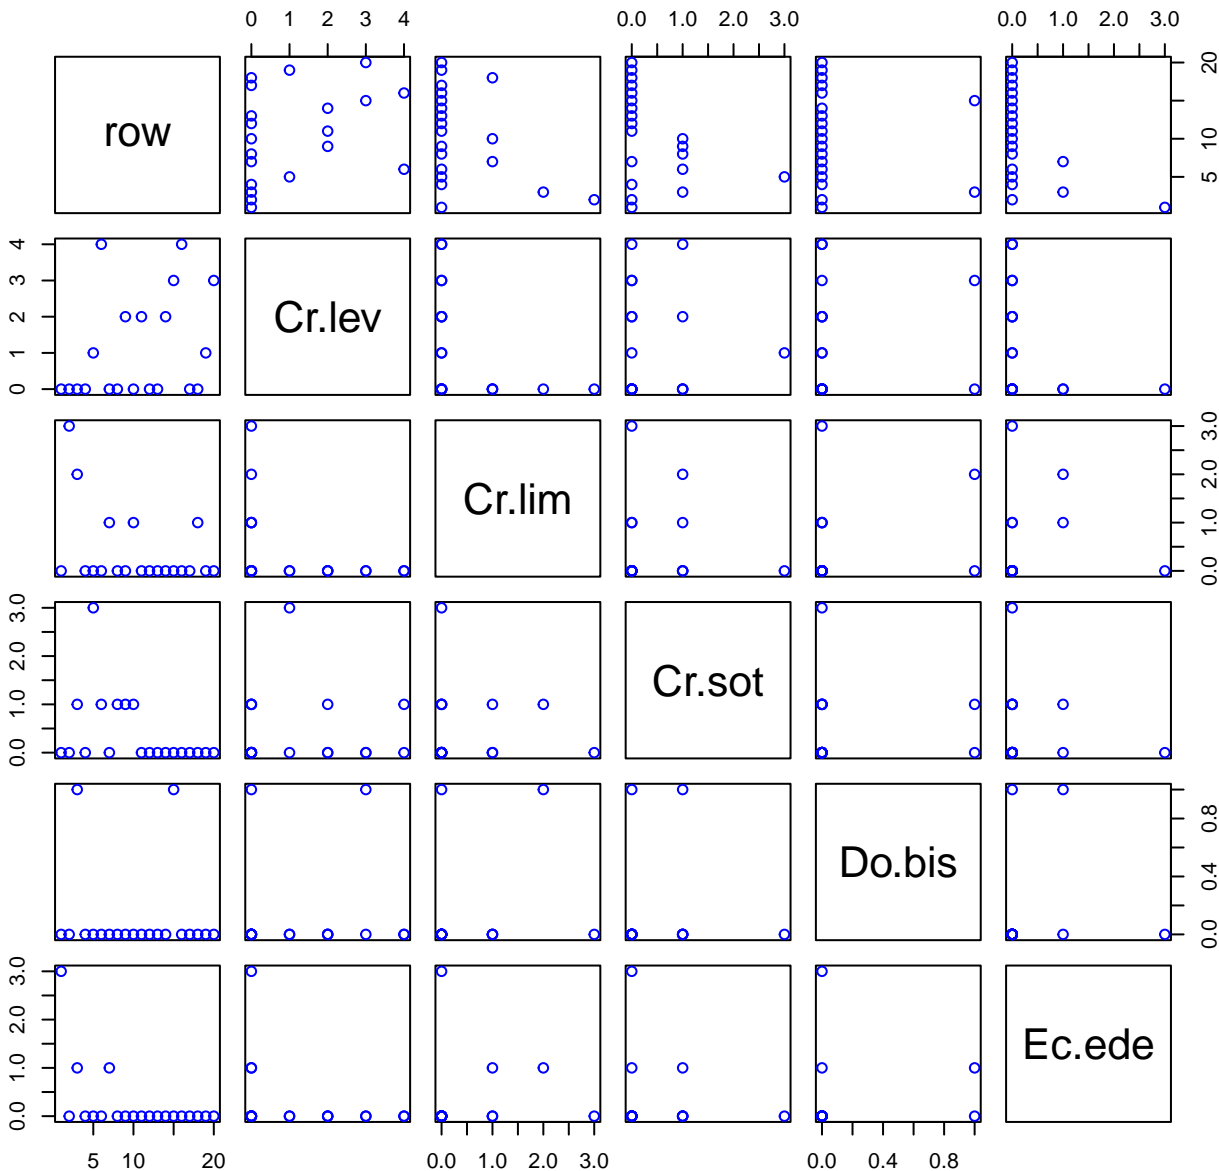 0 1 2 3 4 0.0 1.0 2.0 3.0 0.0 1.0 2.0 3.0
row 5 10 20
0 1 2 3 4 Cr.lev
Cr.lim 0.0 1.0 2.0 3.0
0.0 1.0 2.0 3.0 Cr.sot
Do.bis 0.0 0.4 0.8
0.0 1.0 2.0 3.0 Ec.ede
5 10 20 0.0 1.0 2.0 3.0 0.0 0.4 0.8